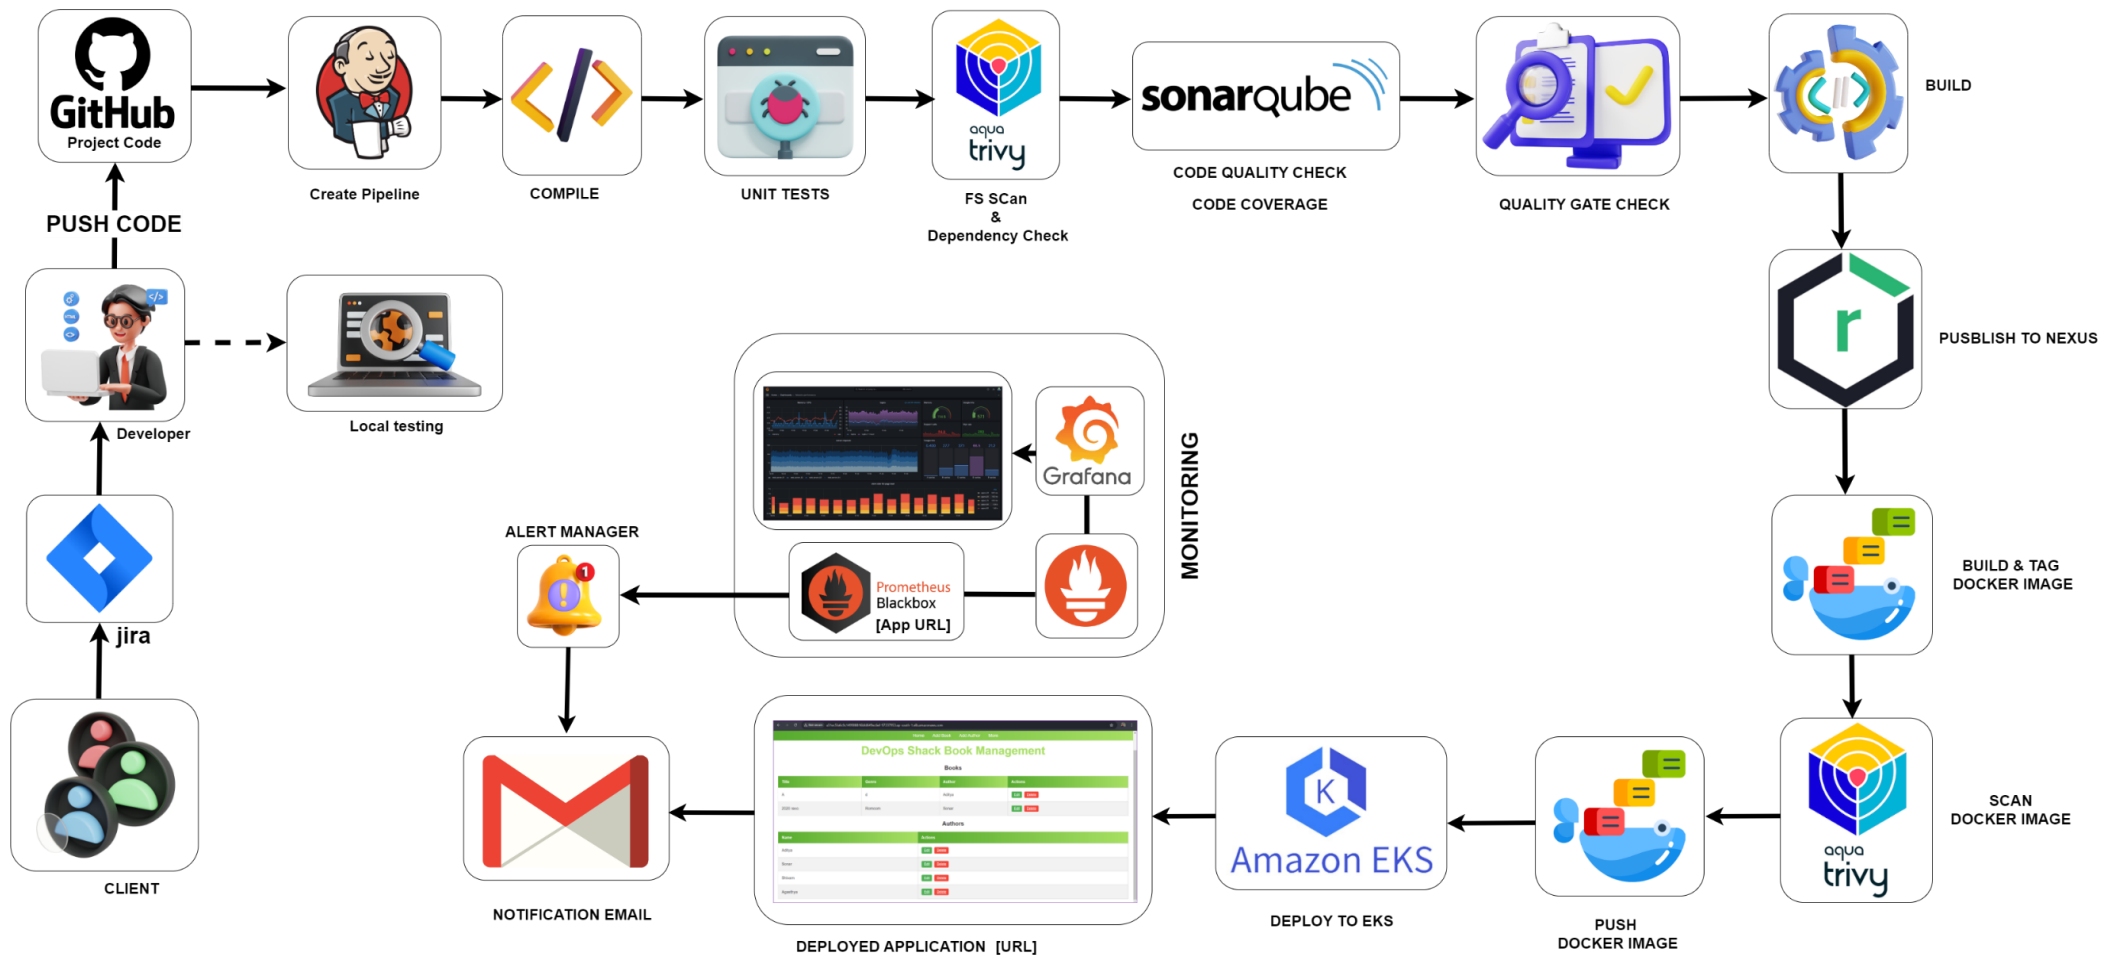 GitHub
Project Code
Create Pipeline
COMPILE
UNIT TESTS
aqua
trivy
FS SCan
&
Dependency Check
sonarqube
CODE QUALITY CHECK
CODE COVERAGE
QUALITY GATE CHECK
BUILD
PUSH CODE
Developer
Local testing
r
PUSBLISH TO NEXUS
Grafana
MONITORING
ALERT MANAGER
1
Prometheus
Blackbox
[App URL]
BUILD & TAG
DOCKER IMAGE
jira
CLIENT
NOTIFICATION EMAIL
DevOps Shack Book Management
Books
Authors
DEPLOYED APPLICATION [URL]
K
Amazon EKS
DEPLOY TO EKS
PUSH
DOCKER IMAGE
SCAN
DOCKER IMAGE
aqua
trivy